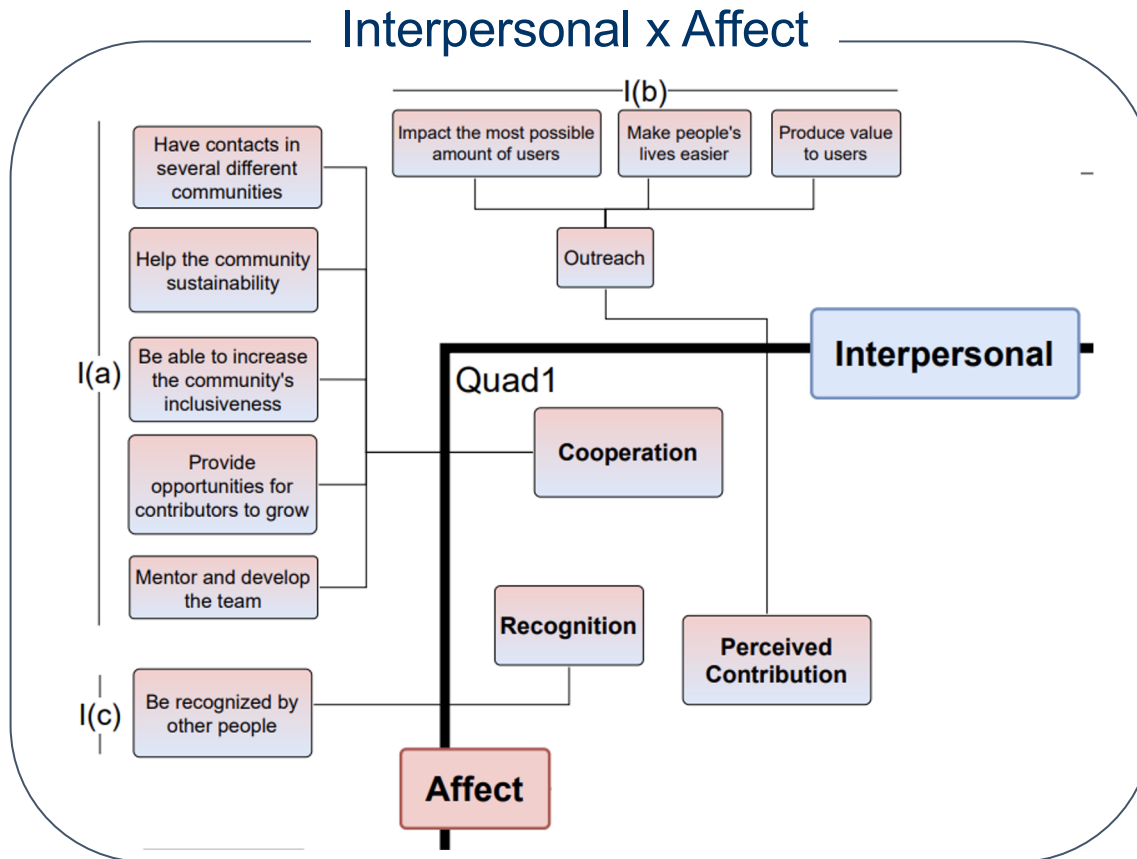 Interpersonal x Affect
I(b)
Impact the most possible
amount of users
Make people's
lives easier
Produce value
to users
Outreach
I(a)
Have contacts in
several different
communities
Help the community
sustainability
Be able to increase
the community's
inclusiveness
Provide
opportunities for
contributors to grow
Mentor and develop
the team
Interpersonal
Quad1
Cooperation
Recognition
Perceived
Contribution
I(c)
Be recognized by
other people
Affect